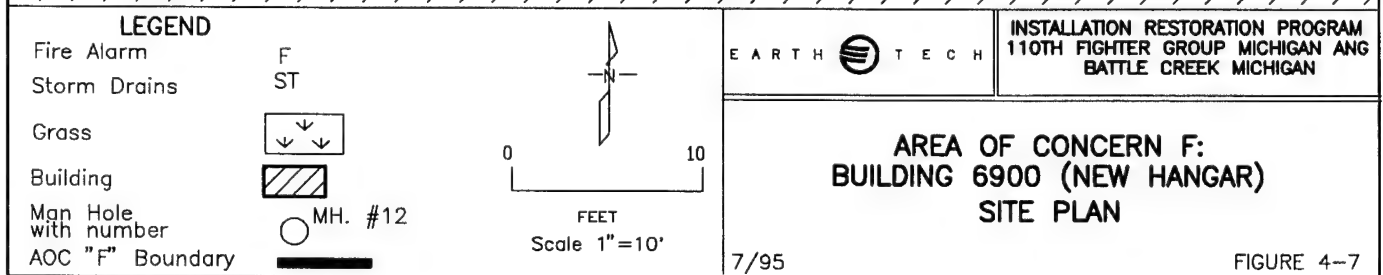 LEGEND
Fire Alarm F
Storm Drains ST
Grass
Building
Man Hole
with number MH. #12
AOC "F" Boundary
N
0 10
FEET
Scale 1"=10'
EARTH TECH
INSTALLATION RESTORATION PROGRAM
110TH FIGHTER GROUP MICHIGAN ANG
BATTLE CREEK MICHIGAN
AREA OF CONCERN F:
BUILDING 6900 (NEW HANGAR)
SITE PLAN
7/95
FIGURE 4-7